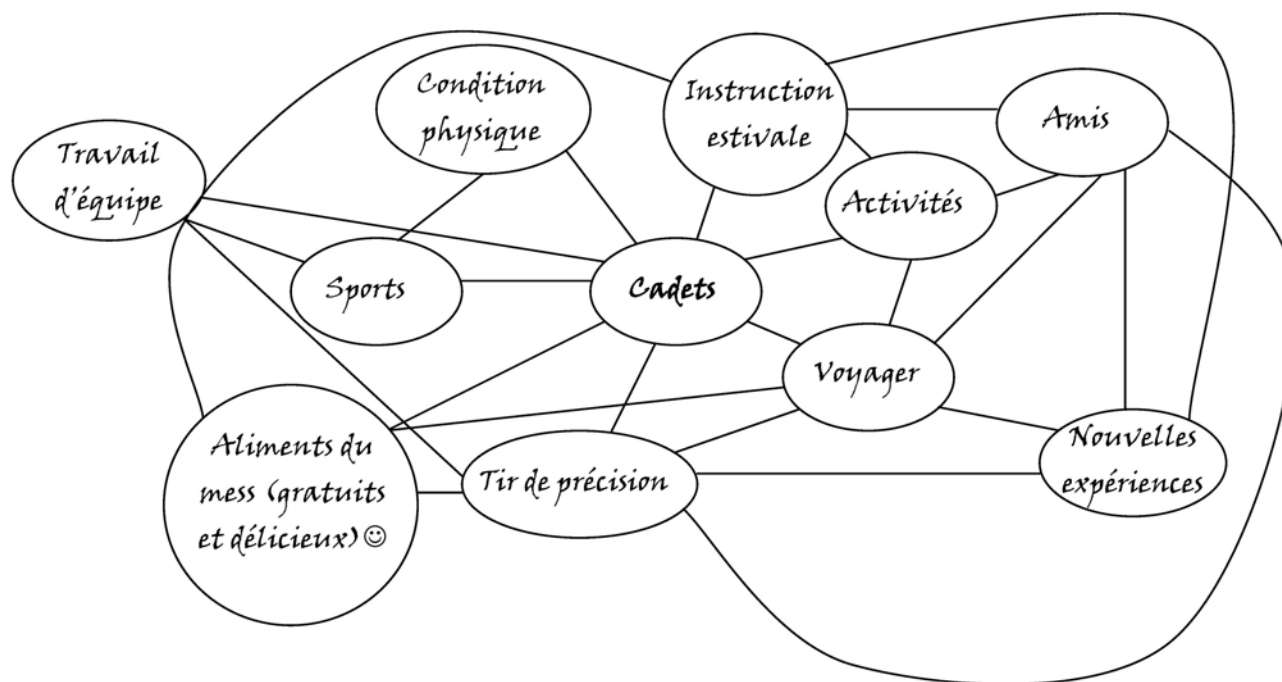 Condition
physique
Instruction
estivale
Amis
Travail
d'équipe
Activités
Sports
Cadets
Voyager
Aliments du
mess (gratuits
et délicieux) ☺
Tir de précision
Nouvelles
expériences